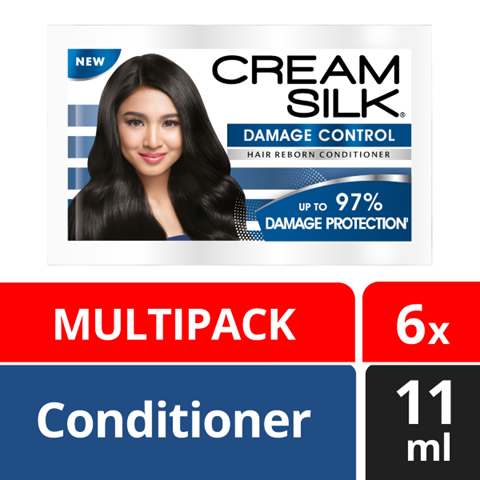 NEW
CREAM
SILK®
DAMAGE CONTROL
HAIR REBORN CONDITIONER
UP TO 97%
DAMAGE PROTECTION*
MULTIPACK
6x
Conditioner
11
ml